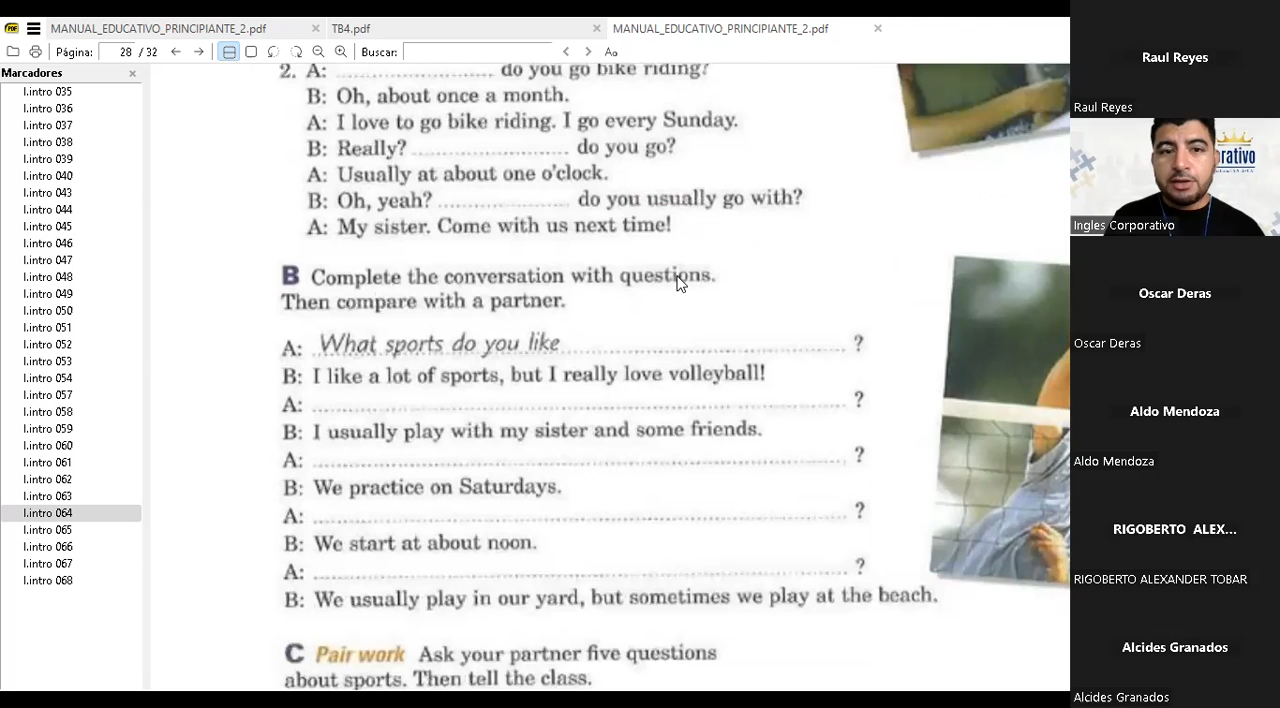 MANUAL_EDUCATIVO_PRINCIPIANTE_2.pdf
TB4.pdf
MANUAL_EDUCATIVO_PRINCIPIANTE_2.pdf
Página: 28 / 32
Buscar:
Aa
Marcadores
I.intro 035
I.intro 036
I.intro 037
I.intro 038
I.intro 039
I.intro 040
I.intro 043
I.intro 044
I.intro 045
I.intro 046
I.intro 047
I.intro 048
I.intro 049
I.intro 050
I.intro 051
I.intro 052
I.intro 053
I.intro 054
I.intro 057
I.intro 058
I.intro 059
I.intro 060
I.intro 061
I.intro 062
I.intro 063
I.intro 064
I.intro 065
I.intro 066
I.intro 067
I.intro 068
2. A: ........................ do you go bike riding?
B: Oh, about once a month.
A: I love to go bike riding. I go every Sunday.
B: Really? ........................ do you go?
A: Usually at about one o'clock.
B: Oh, yeah? ........................ do you usually go with?
A: My sister. Come with us next time!
B Complete the conversation with questions.
Then compare with a partner.
A: What sports do you like ........................ ?
B: I like a lot of sports, but I really love volleyball!
A: ........................ ?
B: I usually play with my sister and some friends.
A: ........................ ?
B: We practice on Saturdays.
A: ........................ ?
B: We start at about noon.
A: ........................ ?
B: We usually play in our yard, but sometimes we play at the beach.
C Pair work Ask your partner five questions
about sports. Then tell the class.
Raul Reyes
Raul Reyes
Ingles Corporativo
Oscar Deras
Oscar Deras
Aldo Mendoza
Aldo Mendoza
RIGOBERTO ALEX...
RIGOBERTO ALEXANDER TOBAR
Alcides Granados
Alcides Granados